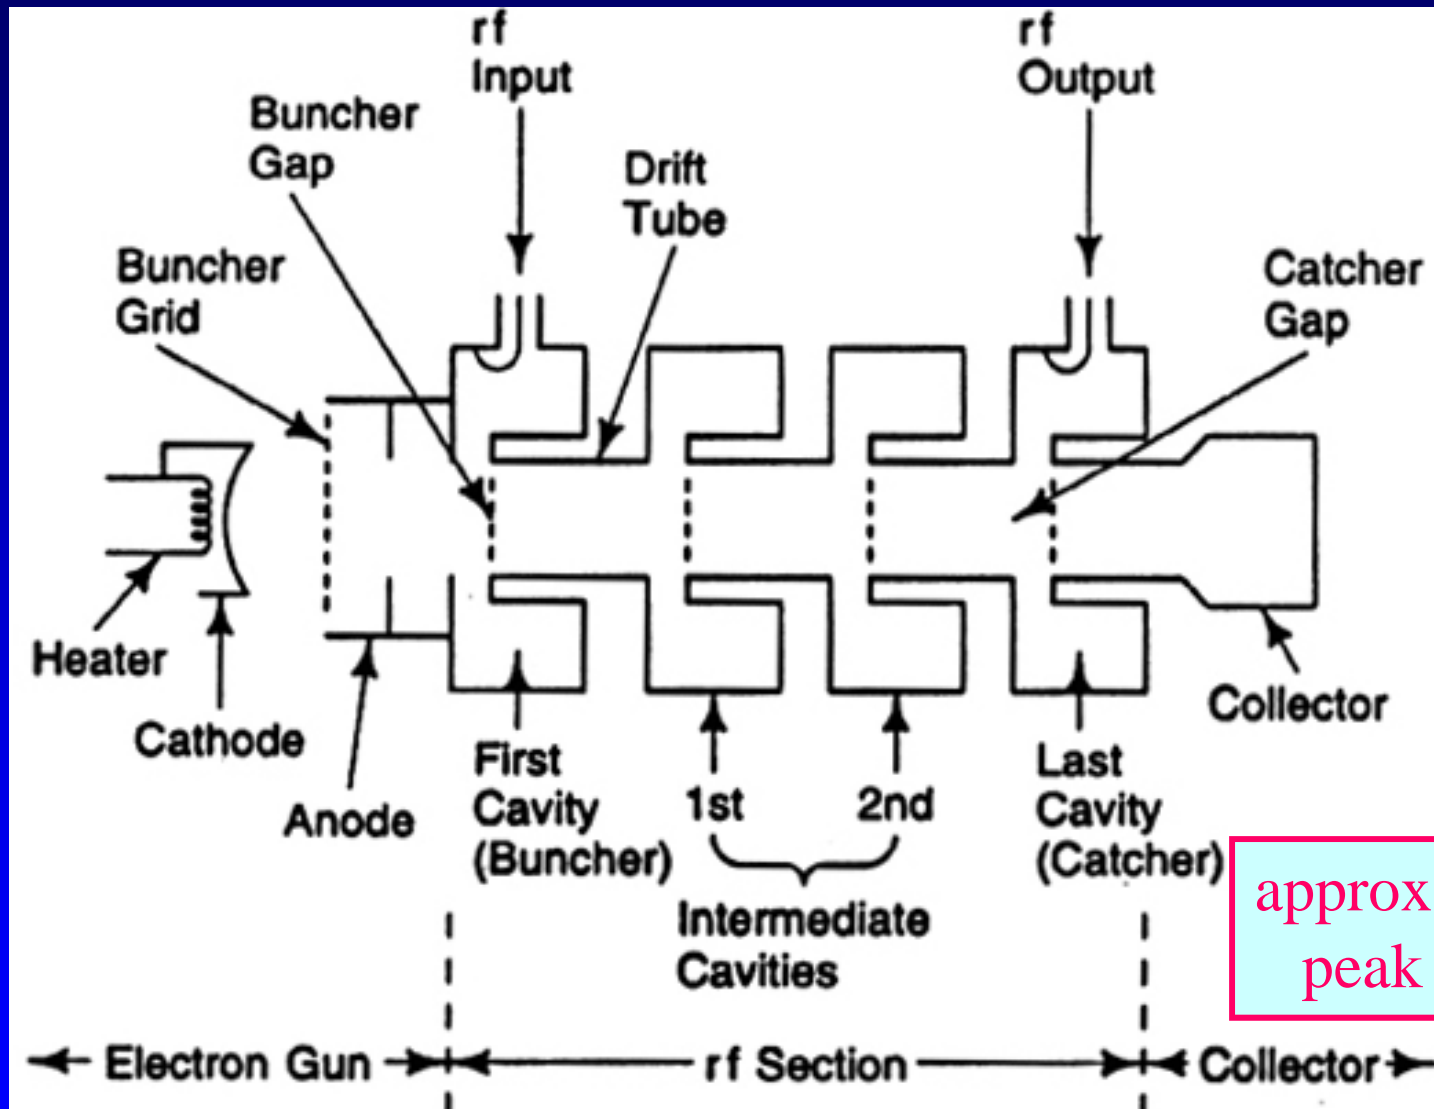 rf
Input
rf
Output
Buncher
Gap
Drift
Tube
Buncher
Grid
Catcher
Gap
Heater
Cathode
Anode
First
Cavity
(Buncher)
1st
2nd
Intermediate
Cavities
Last
Cavity
(Catcher)
Collector
approx
peak
Electron Gun
rf Section
Collector